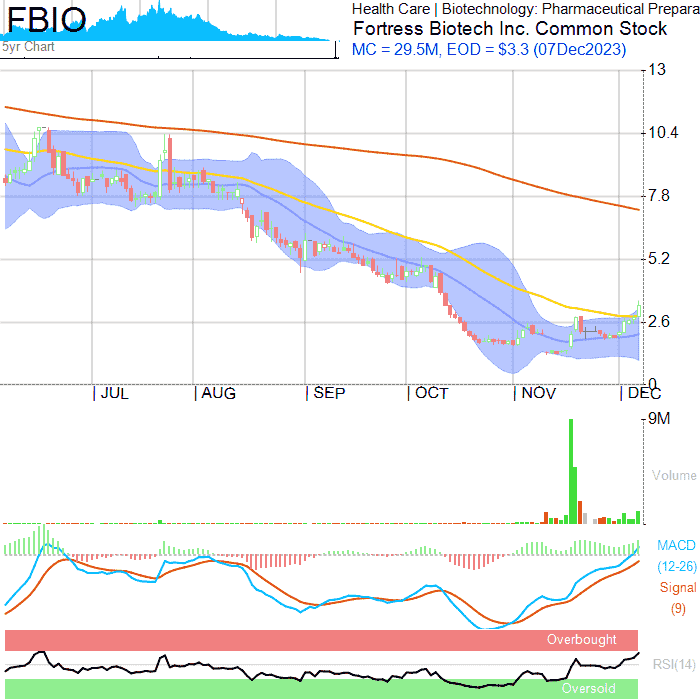 FBIO
5yr Chart
Health Care | Biotechnology: Pharmaceutical Prepara
Fortress Biotech Inc. Common Stock
MC = 29.5M, EOD = $3.3 (07Dec2023)
13
10.4
7.8
5.2
2.6
0
JUL AUG SEP OCT NOV DEC
9M
Volume
MACD
(12-26)
Signal
(9)
Overbought
RSI(14)
Oversold